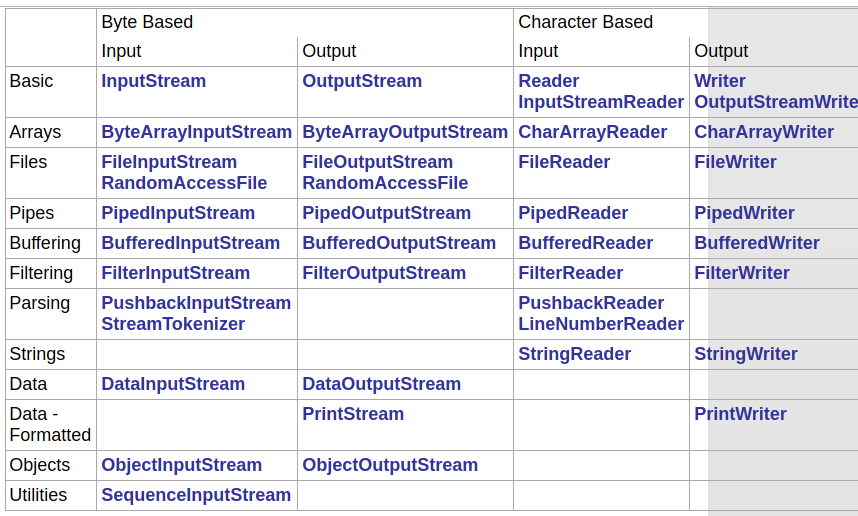 Byte Based Character Based
Input Output Input Output
Basic InputStream OutputStream Reader Writer
InputStreamReader OutputStreamWrite
Arrays ByteArrayInputStream ByteArrayOutputStream CharArrayReader CharArrayWriter
Files FileInputStream FileOutputStream FileReader FileWriter
RandomAccessFile RandomAccessFile
Pipes PipedInputStream PipedOutputStream PipedReader PipedWriter
Buffering BufferedInputStream BufferedOutputStream BufferedReader BufferedWriter
Filtering FilterInputStream FilterOutputStream FilterReader FilterWriter
Parsing PushbackInputStream PushbackReader
StreamTokenizer LineNumberReader
Strings StringReader StringWriter
Data DataInputStream DataOutputStream
Data - PrintStream PrintWriter
Formatted
Objects ObjectInputStream ObjectOutputStream
Utilities SequenceInputStream